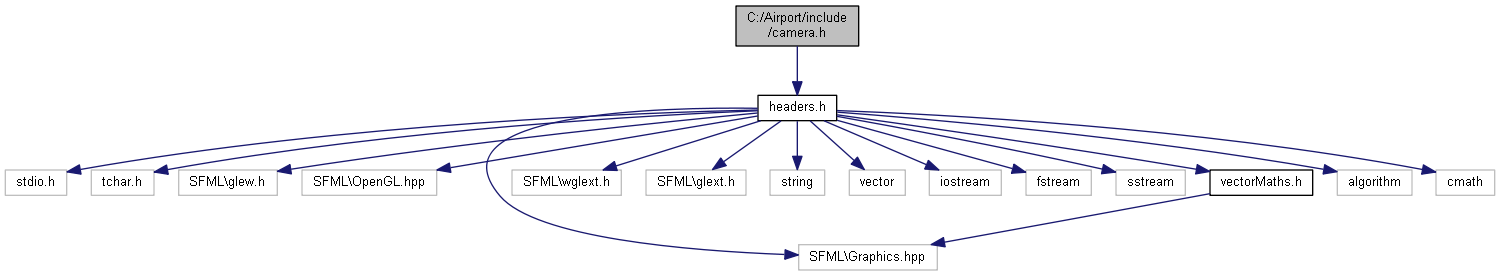 C:/Airport/include
/camera.h
headers.h
stdio.h
tchar.h
SFML\glew.h
SFML\OpenGL.hpp
SFML\wglext.h
SFML\glext.h
string
vector
iostream
fstream
sstream
vectorMaths.h
algorithm
cmath
SFML\Graphics.hpp